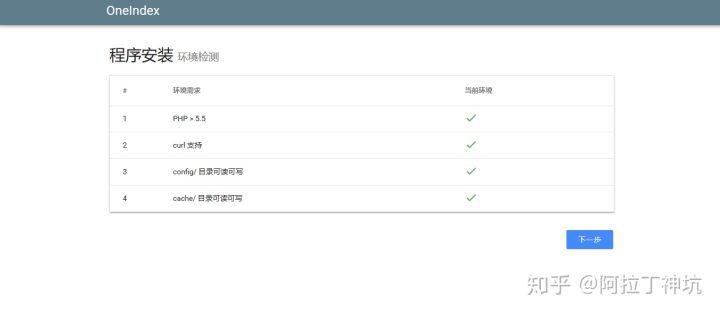 OneIndex
程序安装 环境检测
# 环境需求 当前环境
1 PHP > 5.5
2 curl 支持
3 config/ 目录可读可写
4 cache/ 目录可读可写
下一步
知乎 @阿拉丁神坑